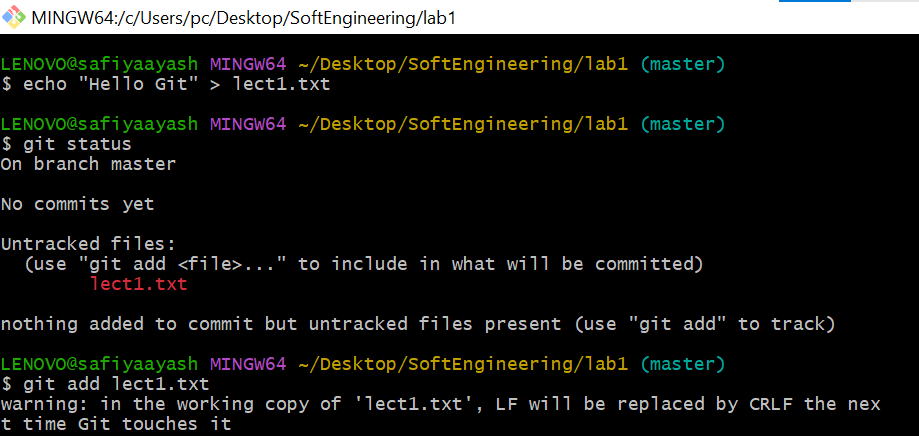 MINGW64:/c/Users/pc/Desktop/SoftEngineering/lab1
LENOVO@safiyaayash MINGW64 ~/Desktop/SoftEngineering/lab1 (master)
$ echo "Hello Git" > lect1.txt
LENOVO@safiyaayash MINGW64 ~/Desktop/SoftEngineering/lab1 (master)
$ git status
On branch master
No commits yet
Untracked files:
(use "git add <file>..." to include in what will be committed)
lect1.txt
nothing added to commit but untracked files present (use "git add" to track)
LENOVO@safiyaayash MINGW64 ~/Desktop/SoftEngineering/lab1 (master)
$ git add lect1.txt
warning: in the working copy of 'lect1.txt', LF will be replaced by CRLF the nex
t time Git touches it